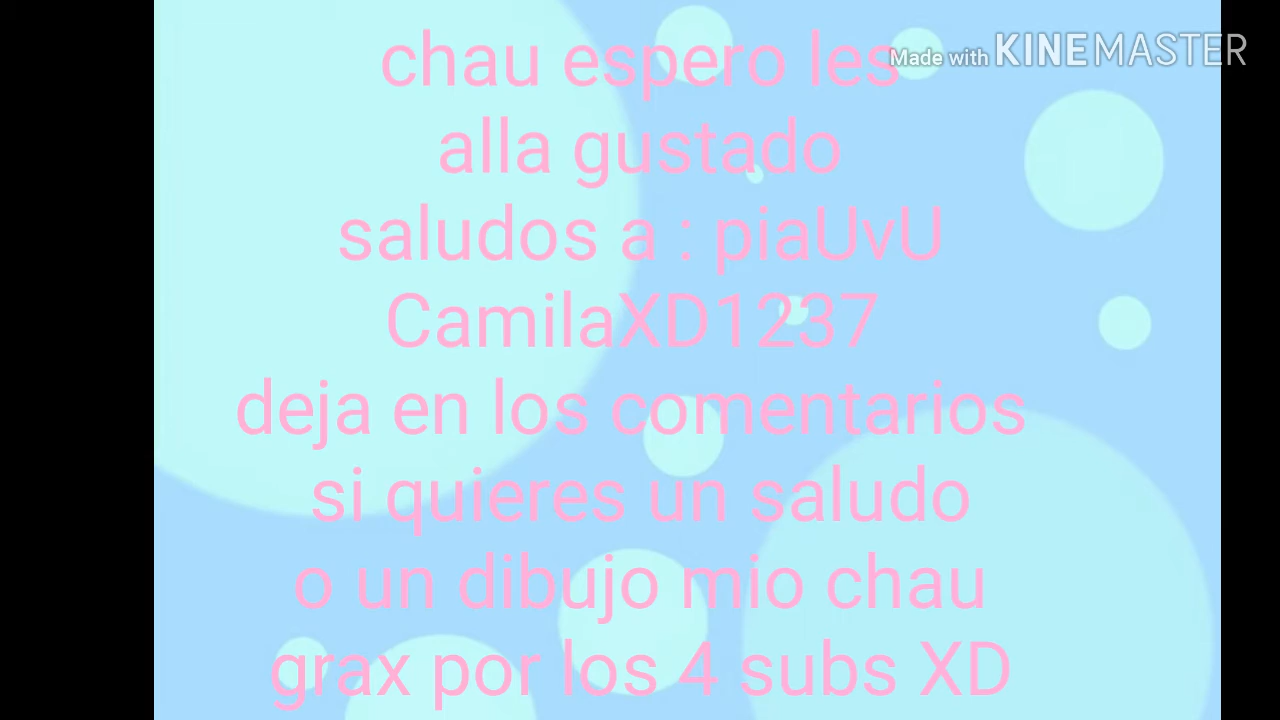 chau espero les
Made with KINEMASTER
alla gustado
saludos a : piaUvU
CamilaXD1237
deja en los comentarios
si quieres un saludo
o un dibujo mio chau
grax por los 4 subs XD